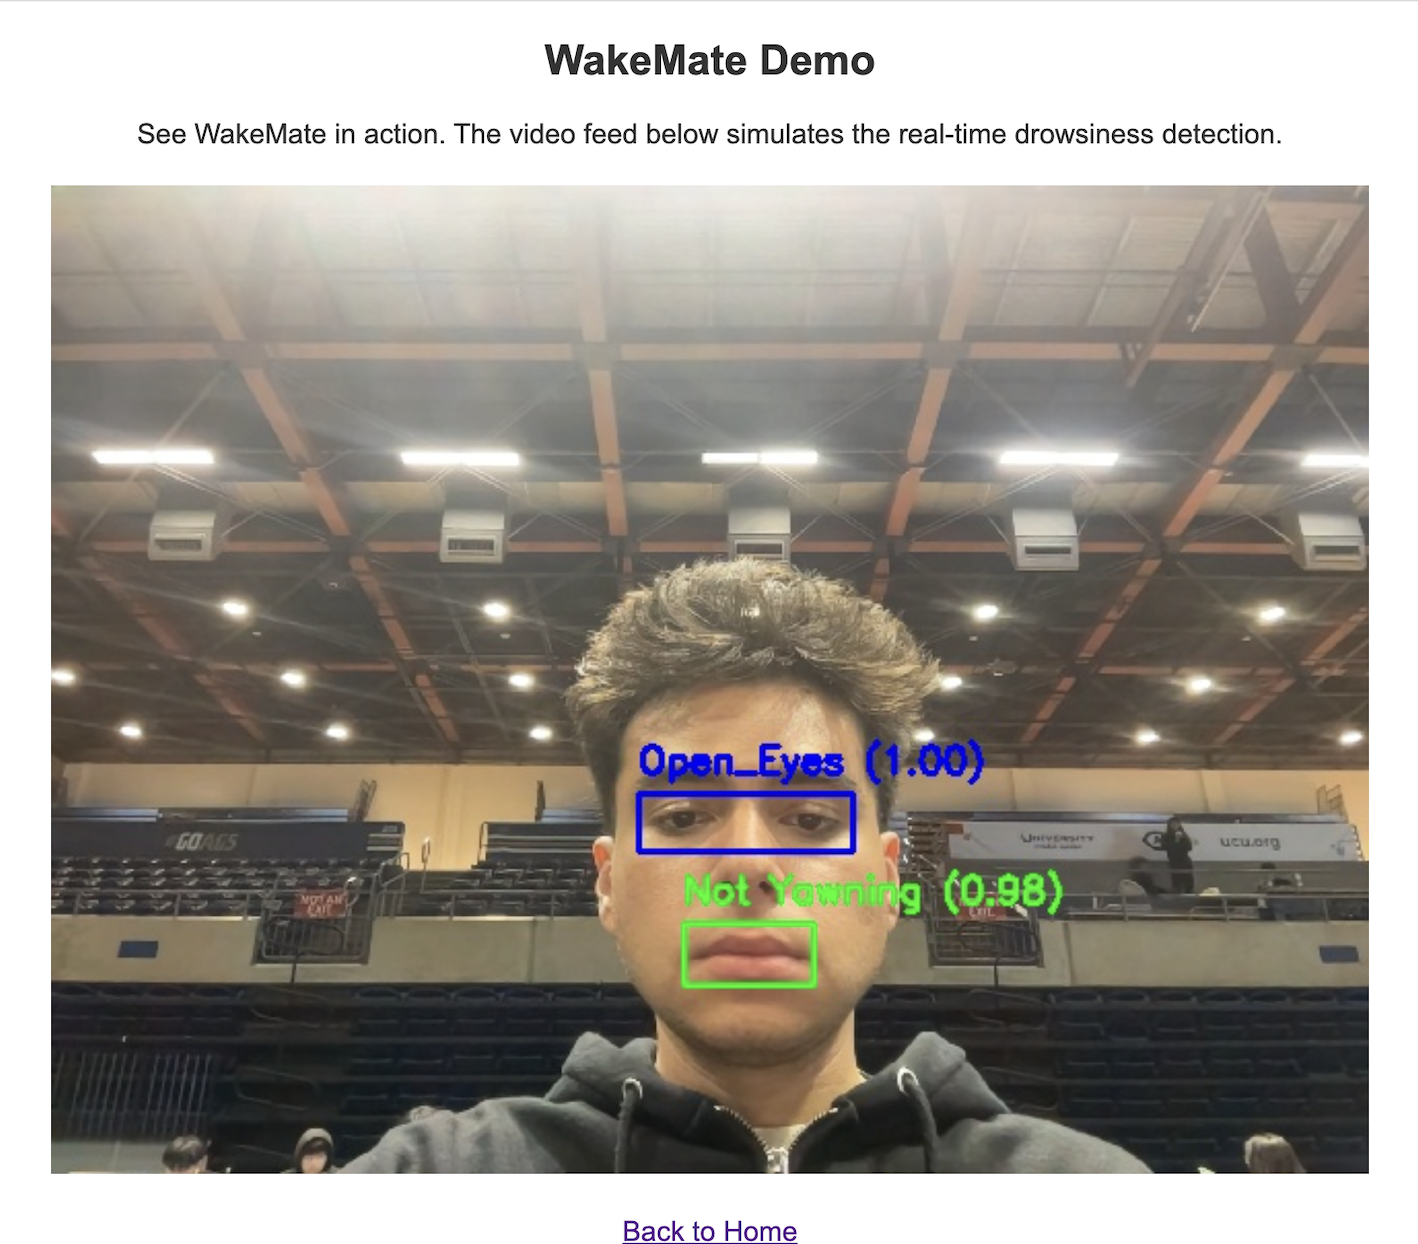 WakeMate Demo
See WakeMate in action. The video feed below simulates the real-time drowsiness detection.
Open_Eyes (1.00)
#GOAGS
UNIVERSITY
ucu.org
Not Yawning (0.98)
NOT AN
EXIT
EXIT
Back to Home